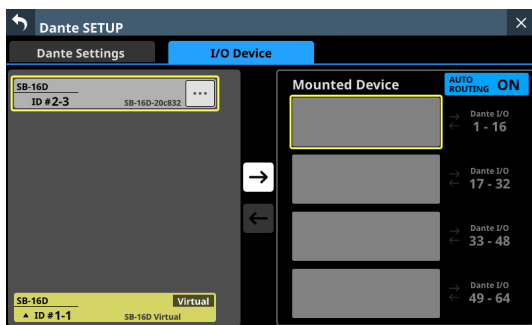 Dante SETUP
Dante Settings
I/O Device
SB-16D
ID #2-3
SB-16D-20c832
...
SB-16D
Virtual
ID #1-1
SB-16D Virtual
Mounted Device
AUTO
ROUTING ON
Dante I/O
1 - 16
Dante I/O
17 - 32
Dante I/O
33 - 48
Dante I/O
49 - 64